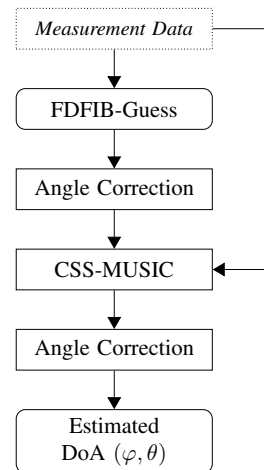 Measurement Data
FDFIB-Guess
Angle Correction
CSS-MUSIC
Angle Correction
Estimated
DoA (φ, θ)